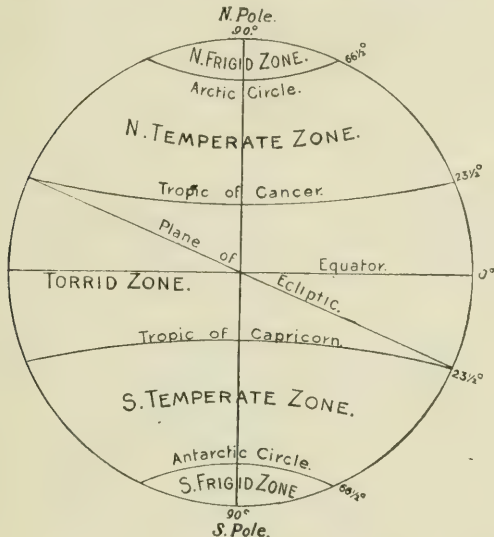 N. Pole.
90°
N. FRIGID ZONE.
66½°
Arctic Circle.
N. TEMPERATE ZONE.
23½°
Tropic of Cancer.
Plane of Ecliptic.
Equator.
0°
TORRID ZONE.
Tropic of Capricorn.
23½°
S. TEMPERATE ZONE.
Antarctic Circle.
S. FRIGID ZONE
66½°
90°
S. Pole.